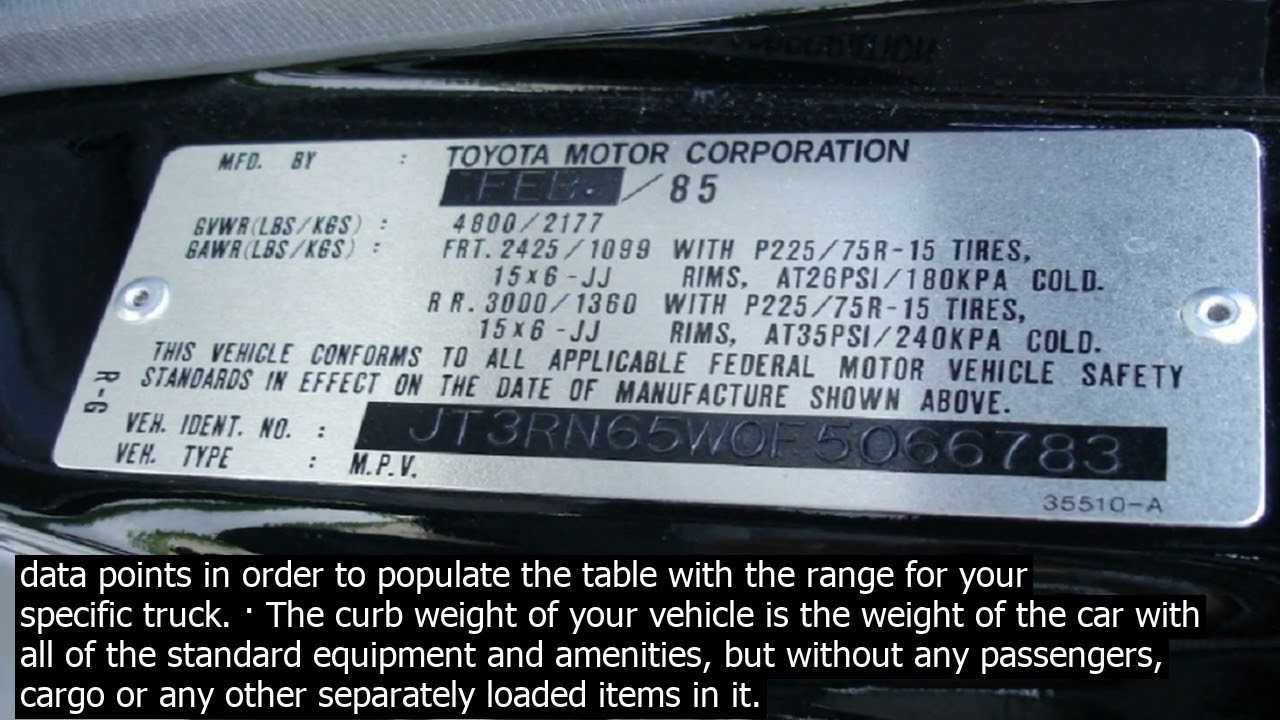 MFD. BY : TOYOTA MOTOR CORPORATION
FEB. / 85
GVWR(LBS/KGS) : 4800/2177
GAWR(LBS/KGS) : FRT. 2425/1099 WITH P225/75R-15 TIRES,
15x6-JJ RIMS, AT26PSI/180KPA COLD.
RR. 3000/1360 WITH P225/75R-15 TIRES,
15x6-JJ RIMS, AT35PSI/240KPA COLD.
THIS VEHICLE CONFORMS TO ALL APPLICABLE FEDERAL MOTOR VEHICLE SAFETY
STANDARDS IN EFFECT ON THE DATE OF MANUFACTURE SHOWN ABOVE.
R-G
VEH. IDENT. NO. : JT3RN65W0F5066783
VEH. TYPE : M.P.V.
35510-A
data points in order to populate the table with the range for your
specific truck. · The curb weight of your vehicle is the weight of the car with
all of the standard equipment and amenities, but without any passengers,
cargo or any other separately loaded items in it.